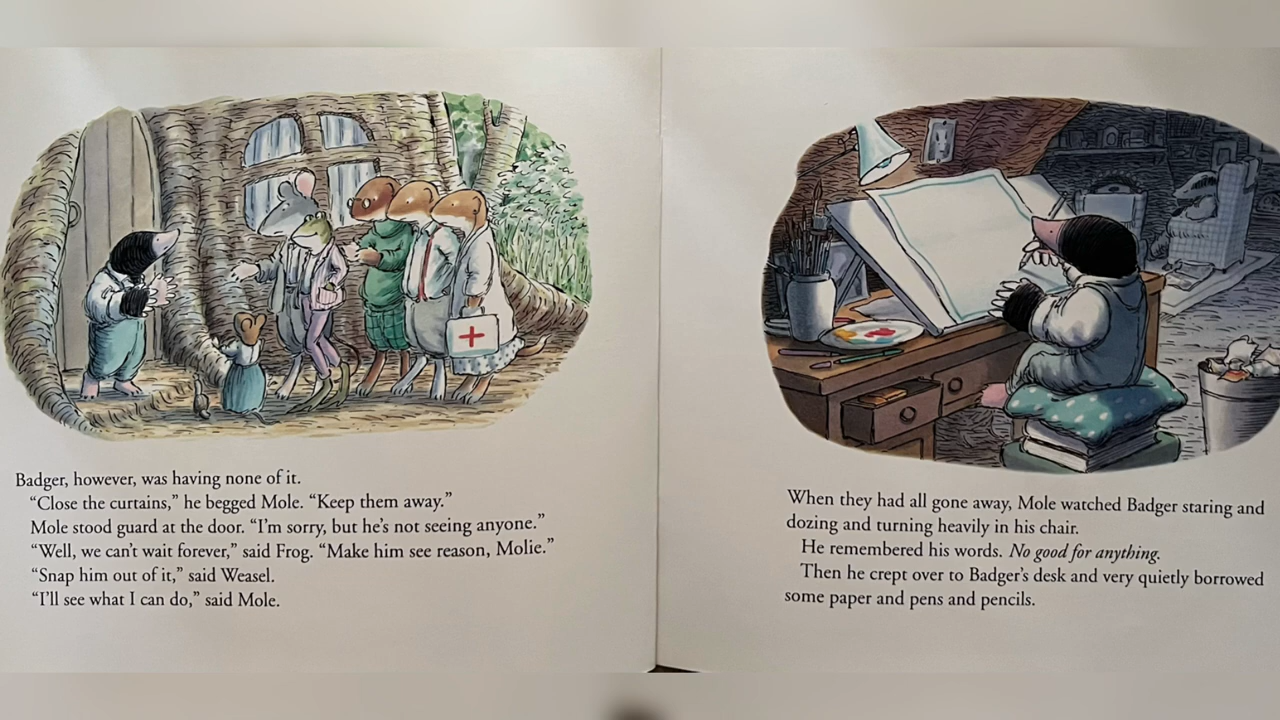 Badger, however, was having none of it.
“Close the curtains,” he begged Mole. “Keep them away.”
Mole stood guard at the door. “I’m sorry, but he’s not seeing anyone.”
“Well, we can’t wait forever,” said Frog. “Make him see reason, Molie.”
“Snap him out of it,” said Weasel.
“I’ll see what I can do,” said Mole.
When they had all gone away, Mole watched Badger staring and
dozing and turning heavily in his chair.
He remembered his words. No good for anything.
Then he crept over to Badger’s desk and very quietly borrowed
some paper and pens and pencils.